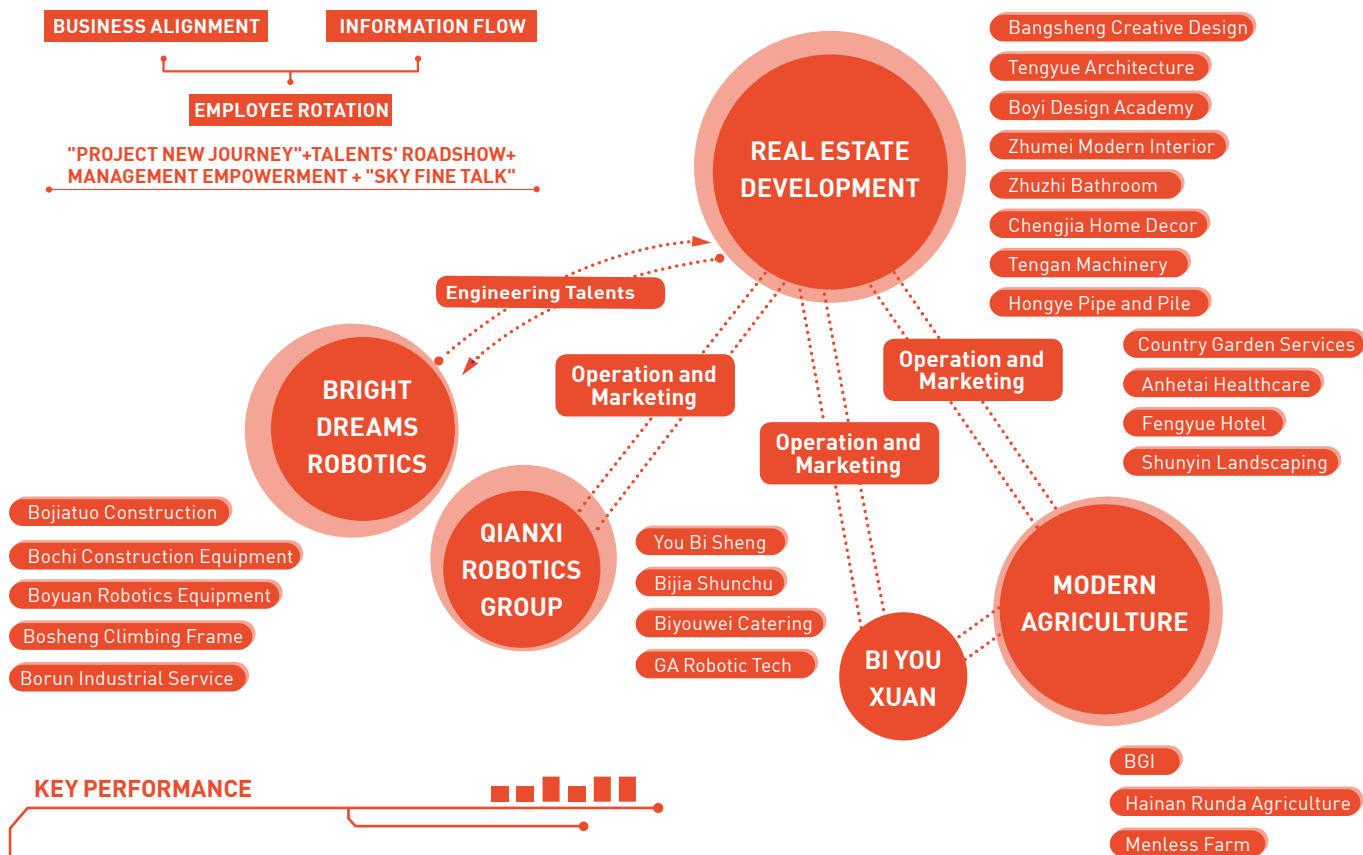 BUSINESS ALIGNMENT
INFORMATION FLOW
EMPLOYEE ROTATION
"PROJECT NEW JOURNEY"+TALENTS' ROADSHOW+
MANAGEMENT EMPOWERMENT + "SKY FINE TALK"
REAL ESTATE
DEVELOPMENT
Bangsheng Creative Design
Tengyue Architecture
Boyi Design Academy
Zhumei Modern Interior
Zhuzhi Bathroom
Chengjia Home Decor
Tengan Machinery
Hongye Pipe and Pile
Country Garden Services
Anhetai Healthcare
Fengyue Hotel
Shunyin Landscaping
Engineering Talents
Operation and
Marketing
Operation and
Marketing
Operation and
Marketing
BRIGHT
DREAMS
ROBOTICS
Bojiatuo Construction
Bochi Construction Equipment
Boyuan Robotics Equipment
Bosheng Climbing Frame
Borun Industrial Service
QIANXI
ROBOTICS
GROUP
You Bi Sheng
Bijia Shunchu
Biyouwei Catering
GA Robotic Tech
BI YOU
XUAN
MODERN
AGRICULTURE
BGI
Hainan Runda Agriculture
Menless Farm
KEY PERFORMANCE